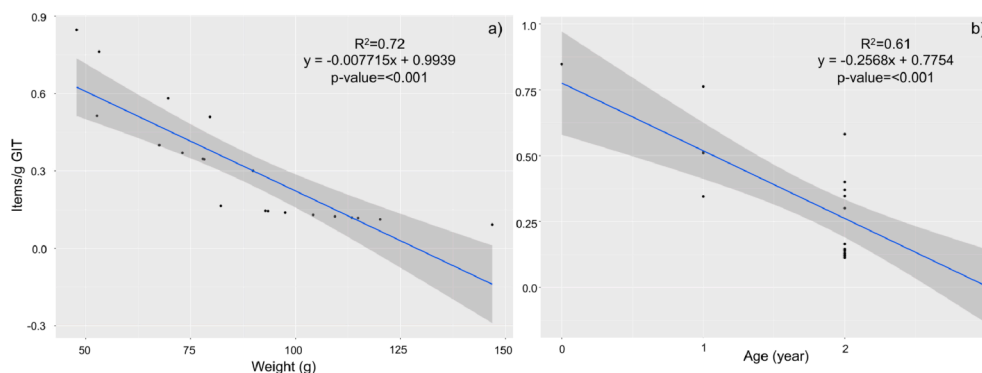 a)
R²=0.72
y = -0.007715x + 0.9939
p-value=<0.001
0.9
0.6
0.3
0.0
-0.3
Items/g GIT
50 75 100 125 150
Weight (g)
b)
R²=0.61
y = -0.2568x + 0.7754
p-value=<0.001
1.00
0.75
0.50
0.25
0.0
0 1 2
Age (year)